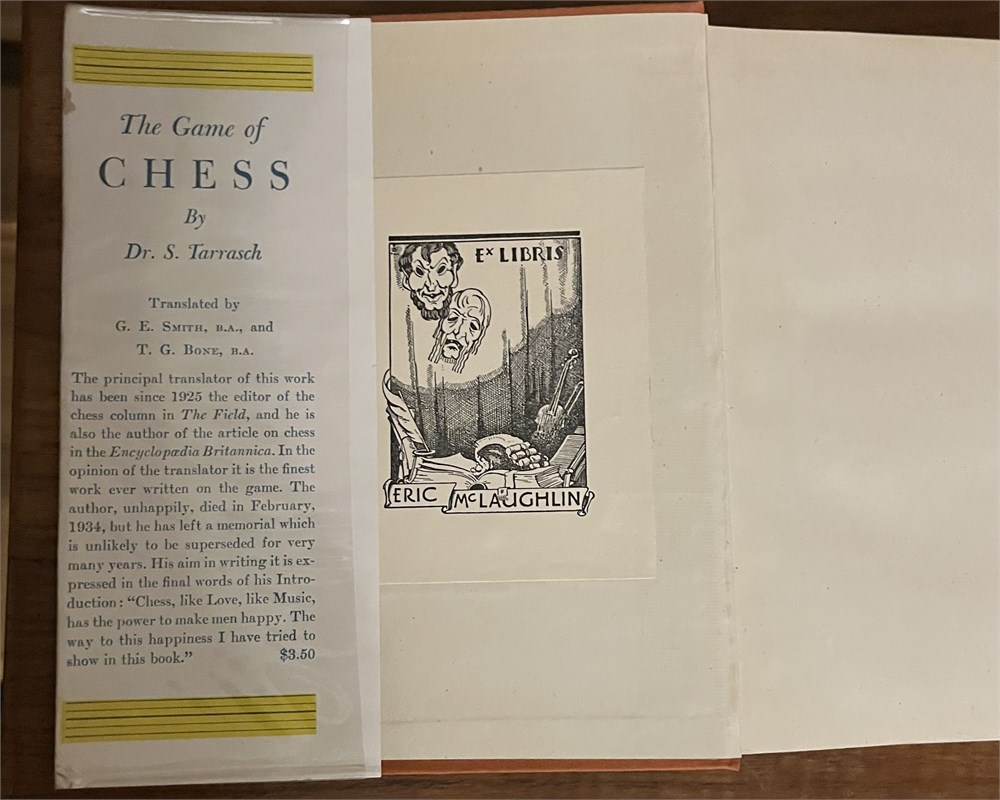 The Game of
CHESS
By
Dr. S. Tarrasch
Translated by
G. E. Smith, B.A., and
T. G. Bone, B.A.
The principal translator of this work
has been since 1925 the editor of the
chess column in The Field, and he is
also the author of the article on chess
in the Encyclopædia Britannica. In the
opinion of the translator it is the finest
work ever written on the game. The
author, unhappily, died in February,
1934, but he has left a memorial which
is unlikely to be superseded for very
many years. His aim in writing it is ex-
pressed in the final words of his Intro-
duction: “Chess, like Love, like Music,
has the power to make men happy. The
way to this happiness I have tried to
show in this book.” $3.50
Ex LIBRIS
ERIC McLAUGHLIN